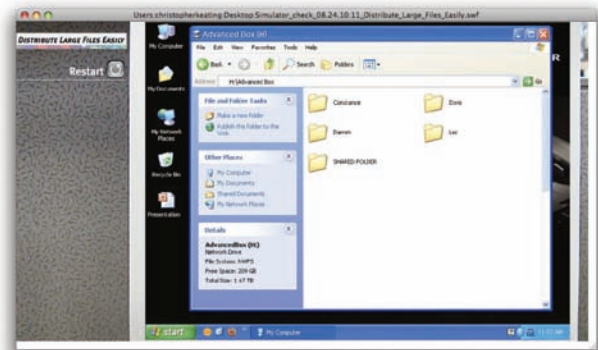 Users:christopherkeating:Desktop:Simulator_check_08.24.10:11_Distribute_Large_Files_Easily.swf
DISTRIBUTE LARGE FILES EASILY
Restart
My Computer
My Documents
My Network
Places
Recycle Bin
Presentation
Advanced Box (H)
File Edit View Favorites Tools Help
Back Search Folders
Address H:\Advanced Box Go
File and Folder Tasks
Make a new folder
Publish this folder to the
Web
Other Places
My Computer
My Documents
Shared Documents
My Network Places
Details
AdvancedBox (H:)
Network Drive
File System: NWFS
Free Space: 209 GB
Total Size: 1.67 TB
Constance
Darren
Lec
SHARED FOLDER
start
My Computer